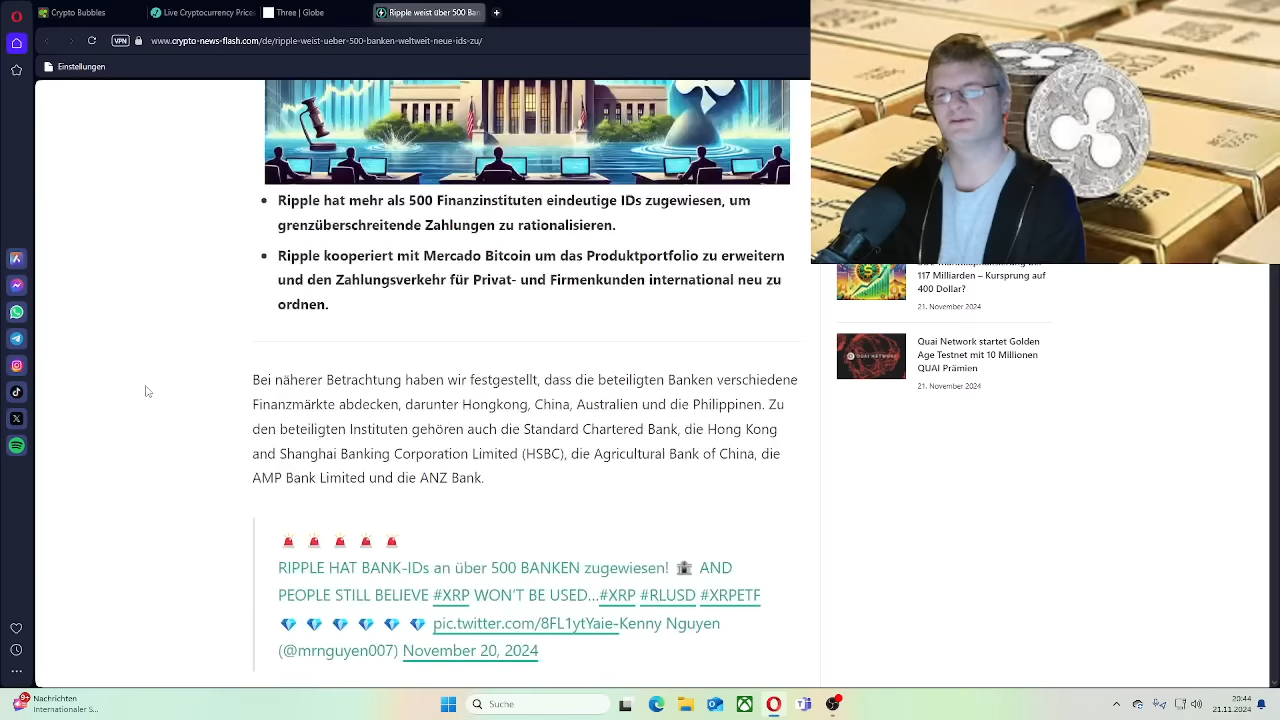 Crypto Bubbles
Live Cryptocurrency Prices
Three | Globe
Ripple weist über 500 Ban
VPN
www.crypto-news-flash.com/de/ripple-weist-ueber-500-banken-weltweit-neue-ids-zu/
Einstellungen
Ripple hat mehr als 500 Finanzinstituten eindeutige IDs zugewiesen, um
grenzüberschreitende Zahlungen zu rationalisieren.
Ripple kooperiert mit Mercado Bitcoin um das Produktportfolio zu erweitern
und den Zahlungsverkehr für Privat- und Firmenkunden international neu zu
ordnen.
Bei näherer Betrachtung haben wir festgestellt, dass die beteiligten Banken verschiedene
Finanzmärkte abdecken, darunter Hongkong, China, Australien und die Philippinen. Zu
den beteiligten Instituten gehören auch die Standard Chartered Bank, die Hong Kong
and Shanghai Banking Corporation Limited (HSBC), die Agricultural Bank of China, die
AMP Bank Limited und die ANZ Bank.
🚨 🚨 🚨 🚨 🚨
RIPPLE HAT BANK-IDs an über 500 BANKEN zugewiesen! 🏦 AND
PEOPLE STILL BELIEVE #XRP WON'T BE USED...#XRP #RLUSD #XRPETF
💎 💎 💎 💎 💎 💎 pic.twitter.com/8FL1ytYaie-Kenny Nguyen
(@mrnguyen007) November 20, 2024
117 Milliarden – Kursprung auf
400 Dollar?
21. November 2024
Quai Network startet Golden
Age Testnet mit 10 Millionen
QUAI Prämien
21. November 2024
QUAI NETWORK
9+
Nachrichten
Internationaler S...
Suche
20:44
21.11.2024